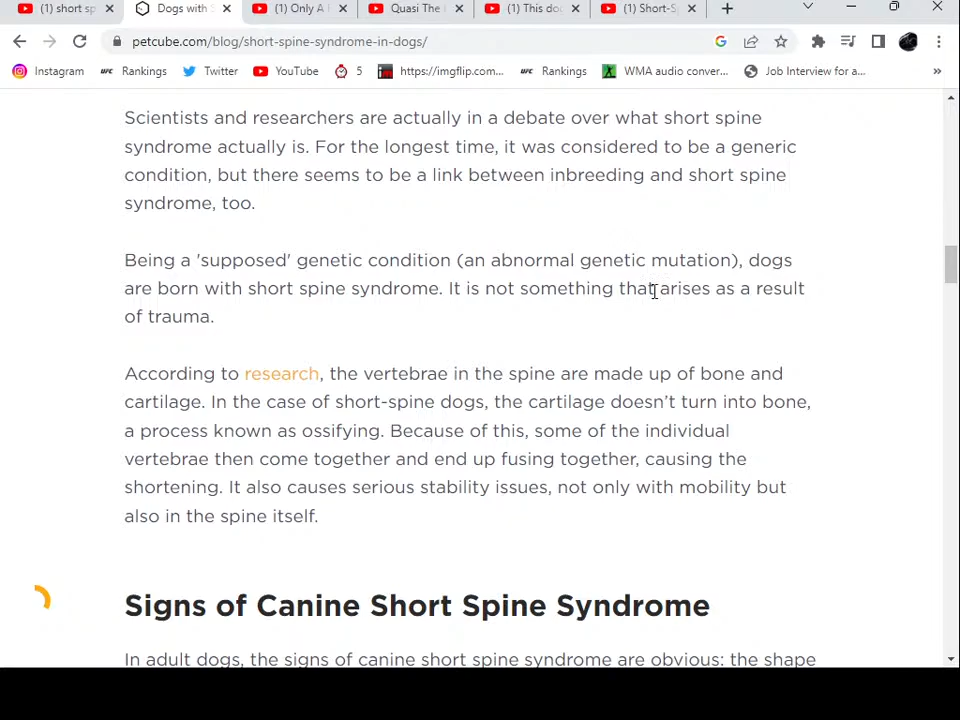 (1) short sp
Dogs with S
(1) Only A
Quasi The
(1) This do
(1) Short-S
petcube.com/blog/short-spine-syndrome-in-dogs/
Instagram
UFC Rankings
Twitter
YouTube
5
https://imgflip.com...
UFC Rankings
WMA audio conver...
Job Interview for a...
»
Scientists and researchers are actually in a debate over what short spine
syndrome actually is. For the longest time, it was considered to be a generic
condition, but there seems to be a link between inbreeding and short spine
syndrome, too.
Being a 'supposed' genetic condition (an abnormal genetic mutation), dogs
are born with short spine syndrome. It is not something that arises as a result
of trauma.
According to research, the vertebrae in the spine are made up of bone and
cartilage. In the case of short-spine dogs, the cartilage doesn't turn into bone,
a process known as ossifying. Because of this, some of the individual
vertebrae then come together and end up fusing together, causing the
shortening. It also causes serious stability issues, not only with mobility but
also in the spine itself.
Signs of Canine Short Spine Syndrome
In adult dogs, the signs of canine short spine syndrome are obvious: the shape